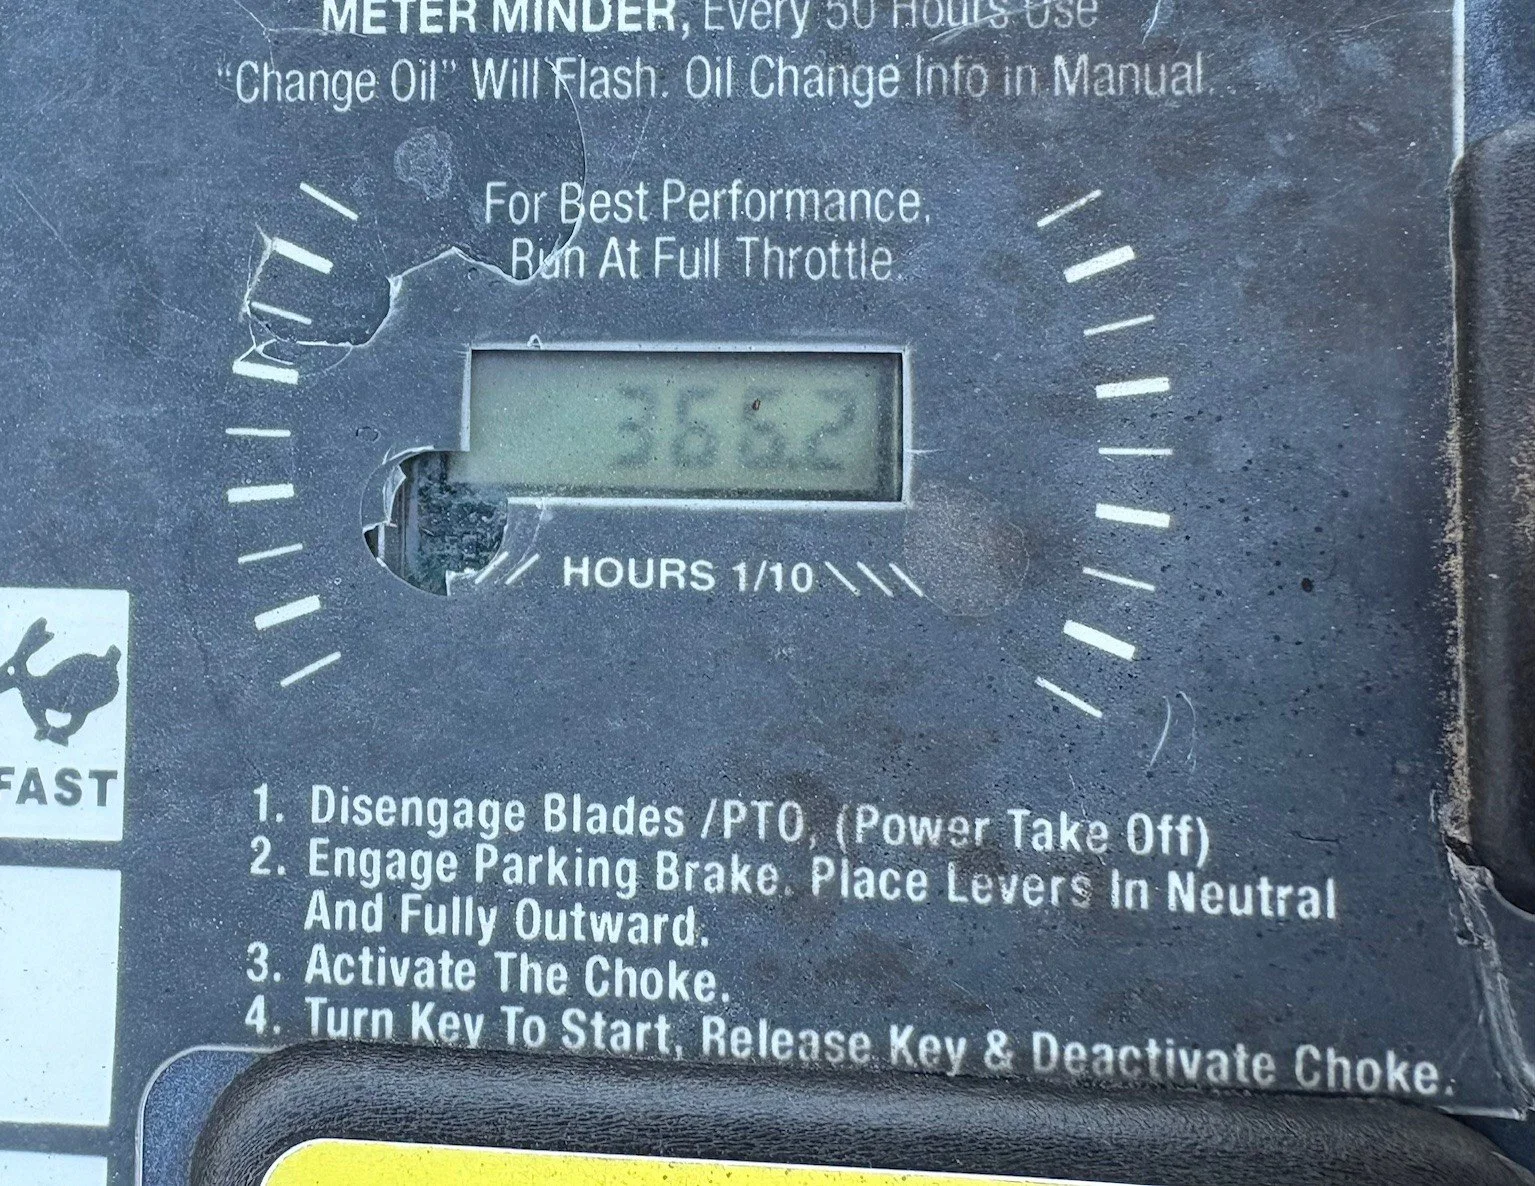 METER MINDER, Every 50 Hours Use
"Change Oil" Will Flash. Oil Change Info in Manual.
For Best Performance,
Run At Full Throttle.
366.2
HOURS 1/10
FAST
1. Disengage Blades /PTO, (Power Take Off)
2. Engage Parking Brake. Place Levers In Neutral
And Fully Outward.
3. Activate The Choke.
4. Turn Key To Start, Release Key & Deactivate Choke.